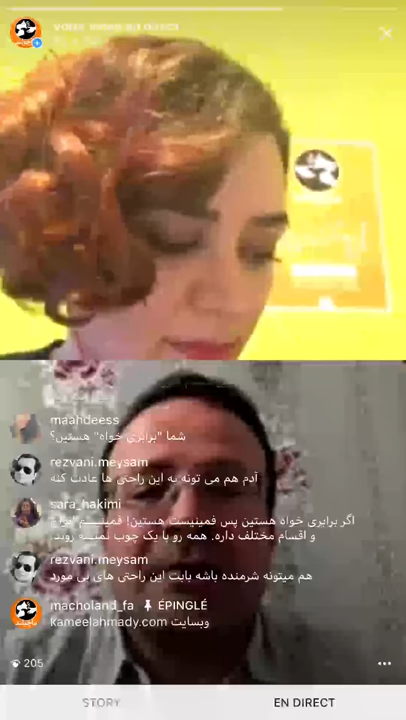 maahdeess
شما "برابری خواه" هستین؟
rezvani.meysam
آدم هم می تونه به این راحتی ها عادت کنه
sara_hakimi
اگر برابری خواه هستین پس فمینیست هستین! فمینیسم
و اقسام مختلف داره. همه رو با یک چوب
rezvani.meysam
هم میتونه شرمنده باشه بابت این راحتی های بی مورد
macholand_fa ÉPINGLÉ
kameelahmady.com وبسایت
205
STORY
EN DIRECT